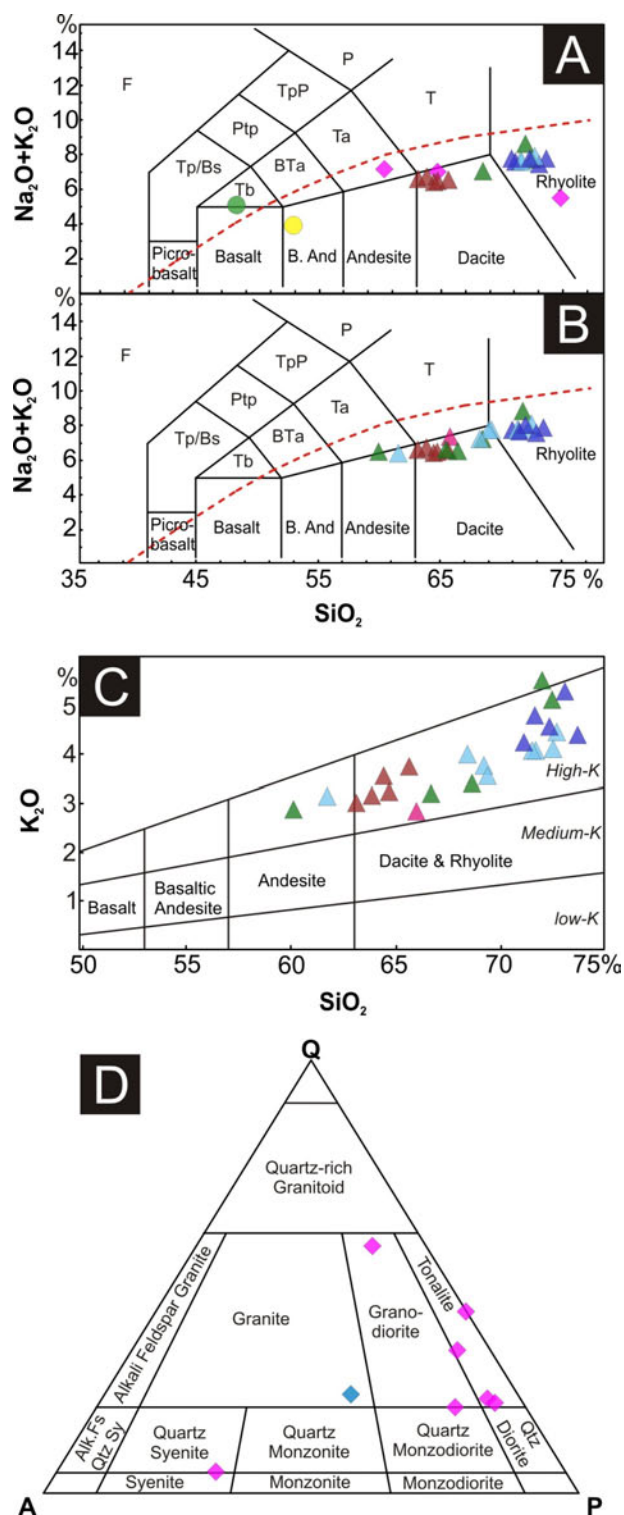 A
%
14
12
10
8
6
4
2
Na₂O+K₂O
F
P
TpP
T
Ptp
Ta
Tp/Bs
BTa
Tb
Rhyolite
Picro-
basalt
Basalt
B. And
Andesite
Dacite
B
%
14
12
10
8
6
4
2
Na₂O+K₂O
F
P
TpP
T
Ptp
Ta
Tp/Bs
BTa
Tb
Rhyolite
Picro-
basalt
Basalt
B. And
Andesite
Dacite
35 45 55 65 75 %
SiO₂
C
%
5
4
3
2
1
K₂O
High-K
Medium-K
Dacite & Rhyolite
Andesite
Basaltic
Andesite
Basalt
low-K
50 55 60 65 70 75%
SiO₂
D
Q
Quartz-rich
Granitoid
Alkali Feldspar Granite
Granite
Grano-
diorite
Tonalite
Alk.Fs
Qtz Sy
Quartz
Syenite
Quartz
Monzonite
Quartz
Monzodiorite
Qtz
Diorite
Syenite
Monzonite
Monzodiorite
A
P